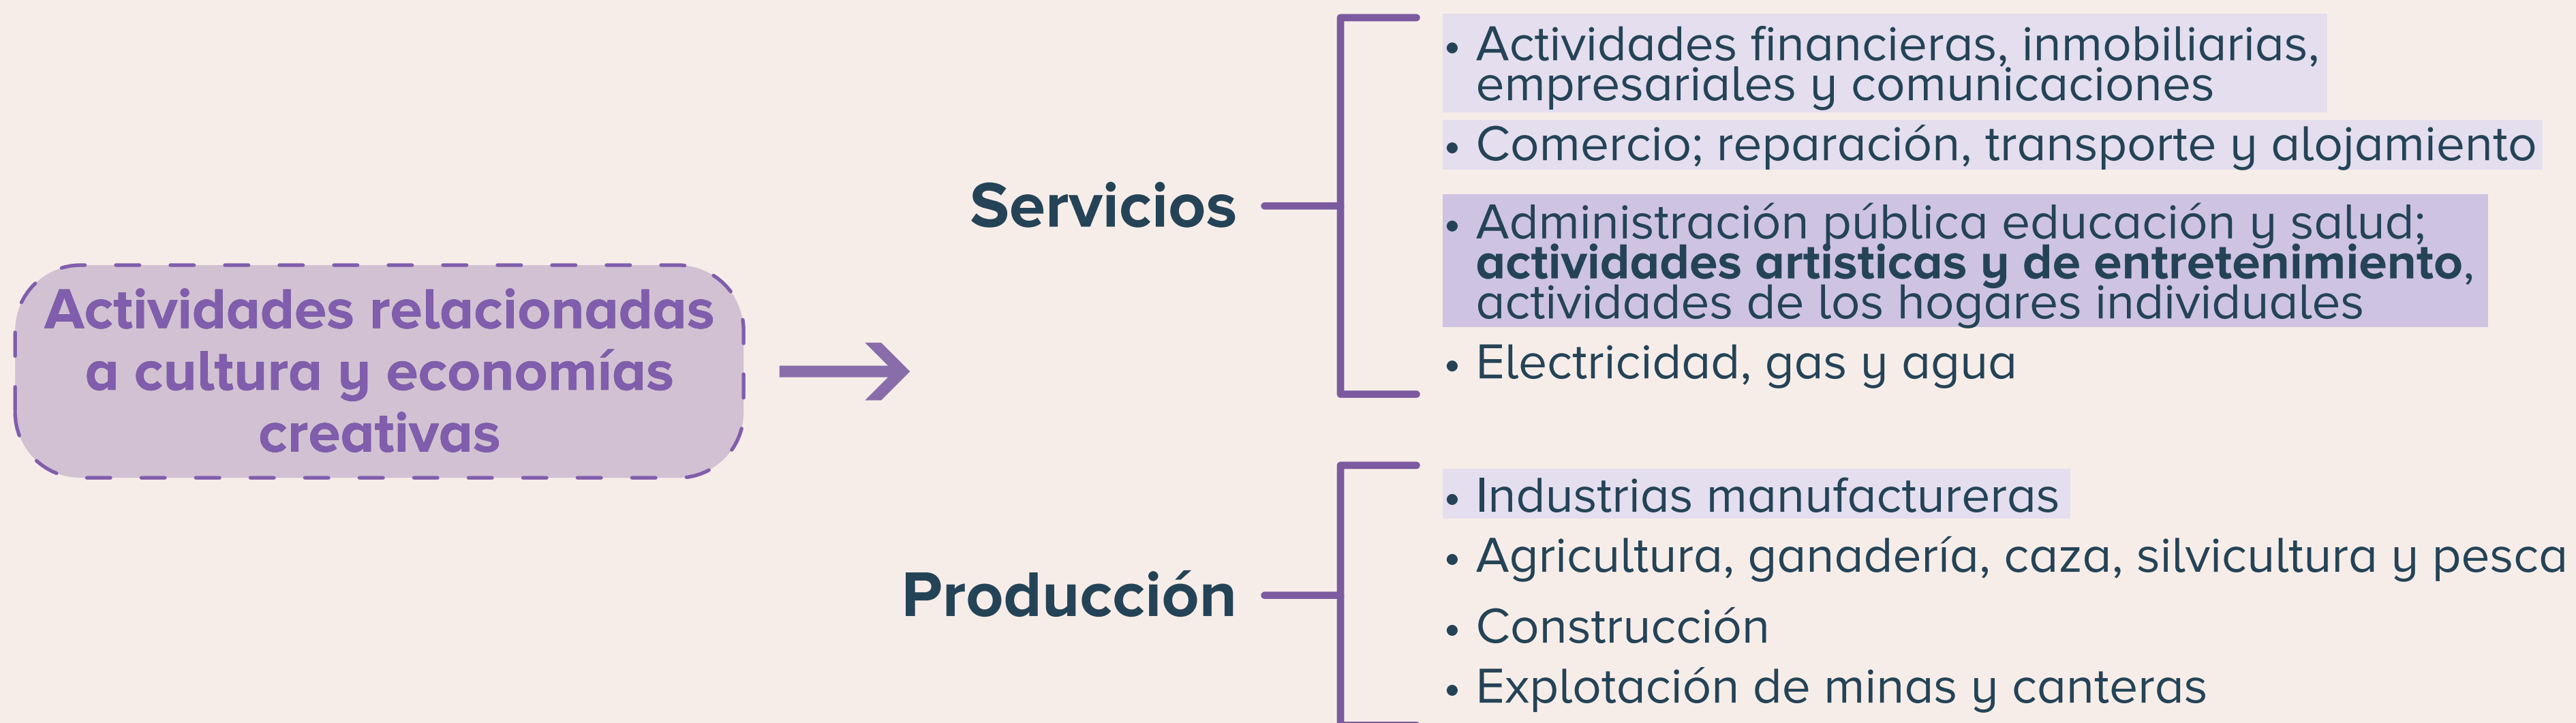 Actividades relacionadas
a cultura y economías
creativas
Servicios
• Actividades financieras, inmobiliarias,
empresariales y comunicaciones
• Comercio; reparación, transporte y alojamiento
• Administración pública educación y salud;
actividades artisticas y de entretenimiento,
actividades de los hogares individuales
• Electricidad, gas y agua
Producción
• Industrias manufactureras
• Agricultura, ganadería, caza, silvicultura y pesca
• Construcción
• Explotación de minas y canteras